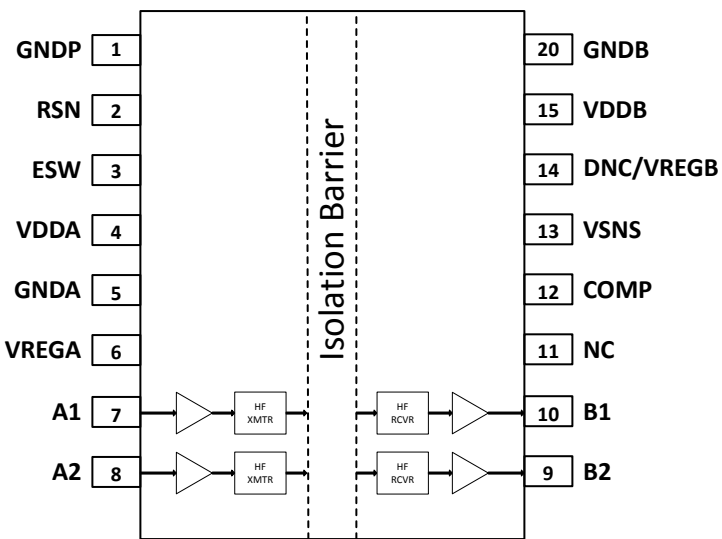 GNDP 1
20 GNDB
RSN 2
15 VDDB
ESW 3
14 DNC/VREGB
VDDA 4
13 VSNS
GNDA 5
12 COMP
VREGA 6
11 NC
Isolation Barrier
A1 7
HF
XMTR
HF
RCVR
10 B1
A2 8
HF
XMTR
HF
RCVR
9 B2